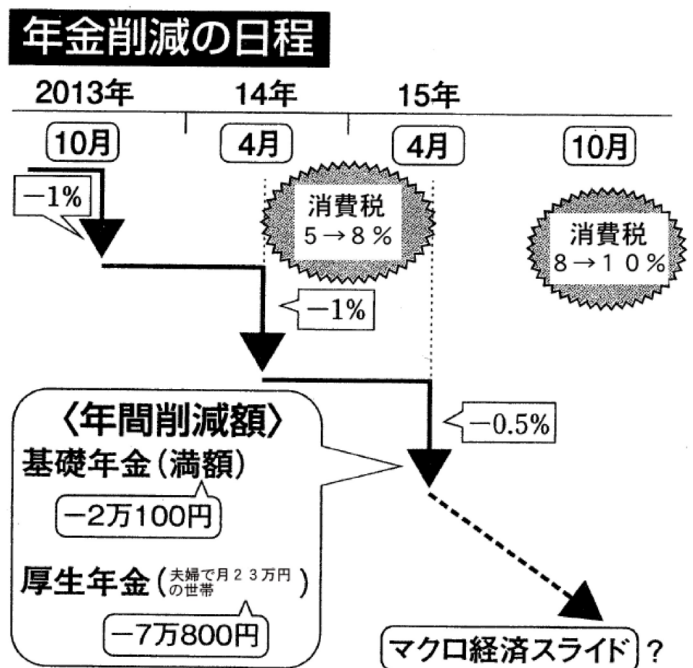 年金削減の日程
2013年 14年 15年
10月 4月 4月 10月
−1%
消費税
5→8%
消費税
8→10%
−1%
−0.5%
〈年間削減額〉
基礎年金(満額)
−2万100円
厚生年金(夫婦で月23万円の世帯)
−7万800円
マクロ経済スライド?